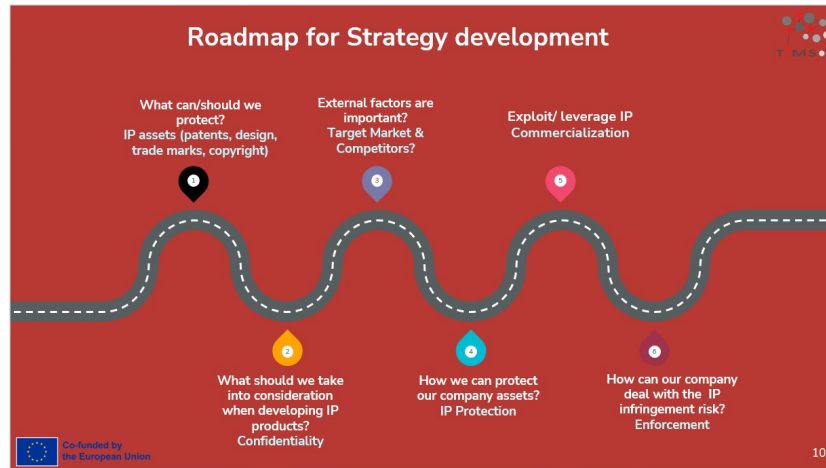 Roadmap for Strategy development
What can/should we
protect?
IP assets (patents, design,
trade marks, copyright)
External factors are
important?
Target Market &
Competitors?
Exploit/ leverage IP
Commercialization
1
3
5
2
4
6
What should we take
into consideration
when developing IP
products?
Confidentiality
How we can protect
our company assets?
IP Protection
How can our company
deal with the IP
infringement risk?
Enforcement
Co-funded by
the European Union
10